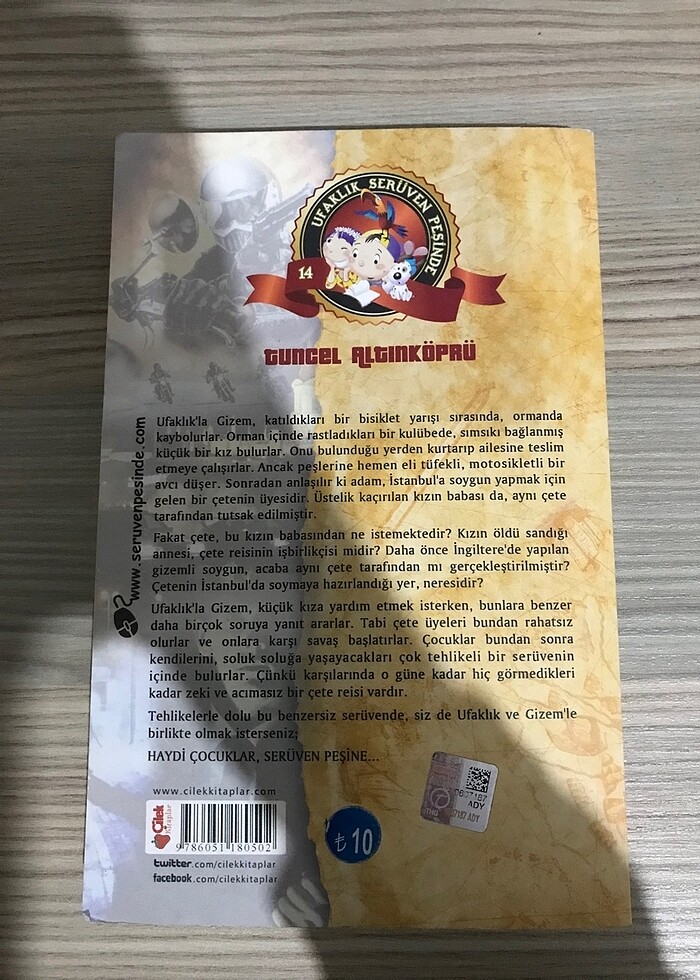 UFAKLIK SERÜVEN PEŞİNDE
14
TUNCEL ALTINKÖPRÜ
www.seruvenpesinde.com
Ufaklık'la Gizem, katıldıkları bir bisiklet yarışı sırasında, ormanda
kaybolurlar. Orman içinde rastladıkları bir kulübede, sımsıkı bağlanmış
küçük bir kız bulurlar. Onu bulunduğu yerden kurtarıp ailesine teslim
etmeye çalışırlar. Ancak peşlerine hemen eli tüfekli, motosikletli bir
avcı düşer. Sonradan anlaşılır ki adam, İstanbul'a soygun yapmak için
gelen bir çetenin üyesidir. Üstelik kaçırılan kızın babası da, aynı çete
tarafından tutsak edilmiştir.
Fakat çete, bu kızın babasından ne istemektedir? Kızın öldü sandığı
annesi, çete reisinin işbirlikçisi midir? Daha önce İngiltere'de yapılan
gizemli soygun, acaba aynı çete tarafından mı gerçekleştirilmiştir?
Çetenin İstanbul'da soymaya hazırlandığı yer, neresidir?
Ufaklık'la Gizem, küçük kıza yardım etmek isterken, bunlara benzer
daha birçok soruya yanıt ararlar. Tabi çete üyeleri bundan rahatsız
olurlar ve onlara karşı savaş başlatırlar. Çocuklar bundan sonra
kendilerini, soluk soluğa yaşayacakları çok tehlikeli bir serüvenin
içinde bulurlar. Çünkü karşılarında o güne kadar hiç görmedikleri
kadar zeki ve acımasız bir çete reisi vardır.
Tehlikelerle dolu bu benzersiz serüvende, siz de Ufaklık ve Gizem'le
birlikte olmak isterseniz;
HAYDİ ÇOCUKLAR, SERÜVEN PEŞİNE...
www.cilekkitaplar.com
Çilek
kitaplar
9 786051 180502
twitter.com/cilekkitaplar
facebook.com/cilekkitaplar
₺ 10
ADY